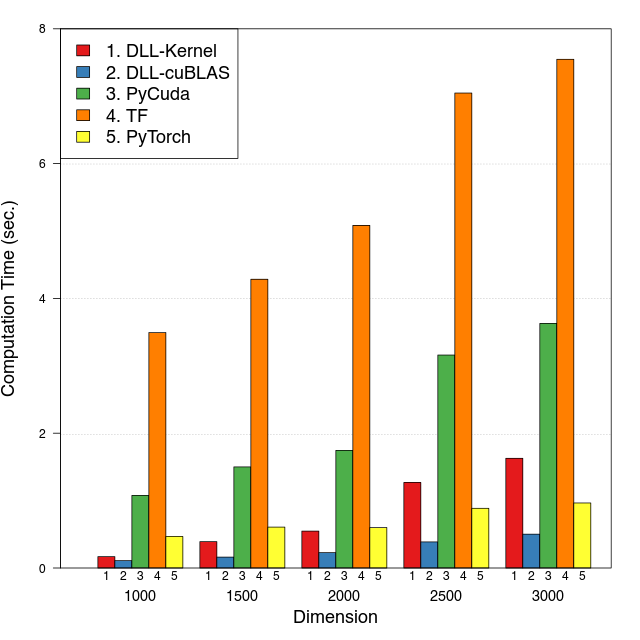 8
6
4
2
0
Computation Time (sec.)
1. DLL-Kernel
2. DLL-cuBLAS
3. PyCuda
4. TF
5. PyTorch
1 2 3 4 5 1 2 3 4 5 1 2 3 4 5 1 2 3 4 5 1 2 3 4 5
1000 1500 2000 2500 3000
Dimension